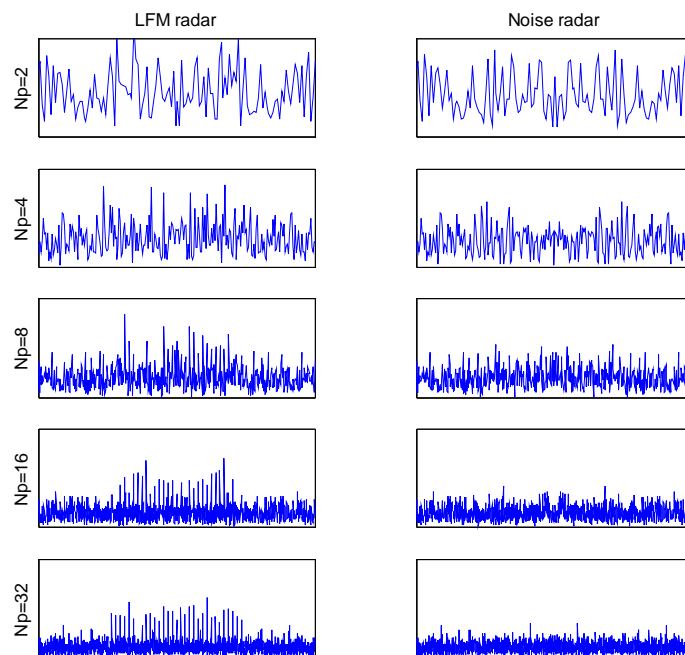 LFM radar
Noise radar
Np=2
Np=4
Np=8
Np=16
Np=32